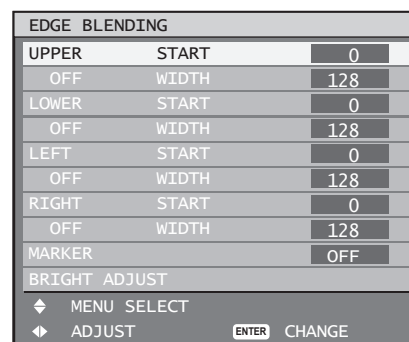 EDGE BLENDING
UPPER START 0
OFF WIDTH 128
LOWER START 0
OFF WIDTH 128
LEFT START 0
OFF WIDTH 128
RIGHT START 0
OFF WIDTH 128
MARKER OFF
BRIGHT ADJUST
MENU SELECT
ADJUST ENTER CHANGE